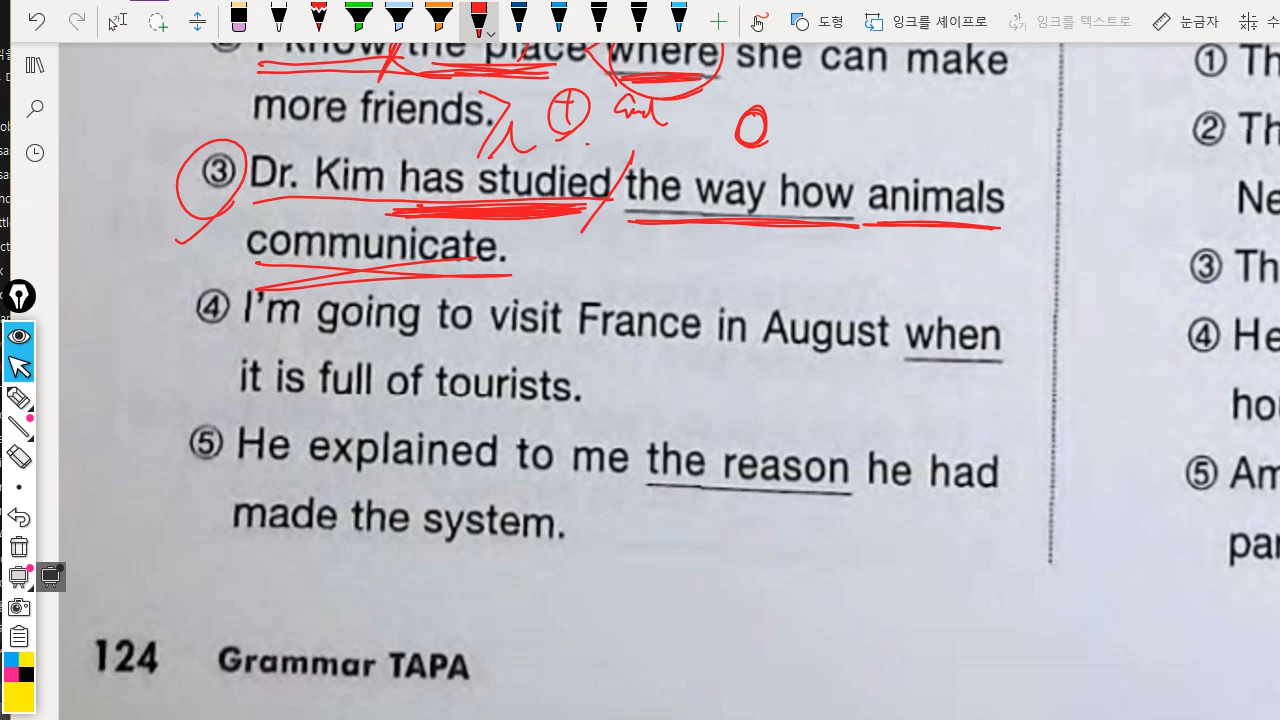 도형 잉크를 셰이프로 잉크를 텍스트로 눈금자 수
I know the place where she can make
more friends.
and
③ Dr. Kim has studied the way how animals
communicate.
④ I'm going to visit France in August when
it is full of tourists.
⑤ He explained to me the reason he had
made the system.
124 Grammar TAPA
① Th
② Th
Ne
③ Th
④ He
hou
⑤ Am
par